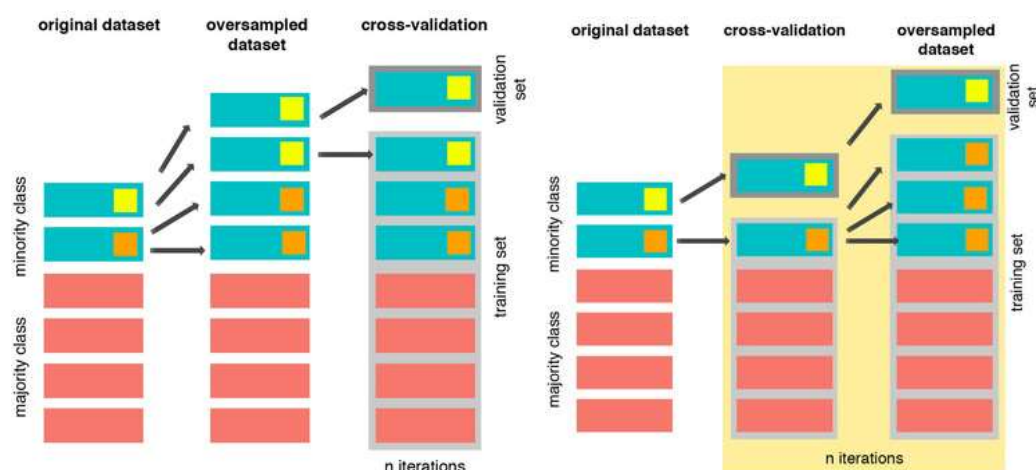 original dataset
oversampled
dataset
cross-validation
validation
set
minority class
majority class
training set
n iterations
original dataset
cross-validation
oversampled
dataset
validation
set
minority class
majority class
training set
n iterations